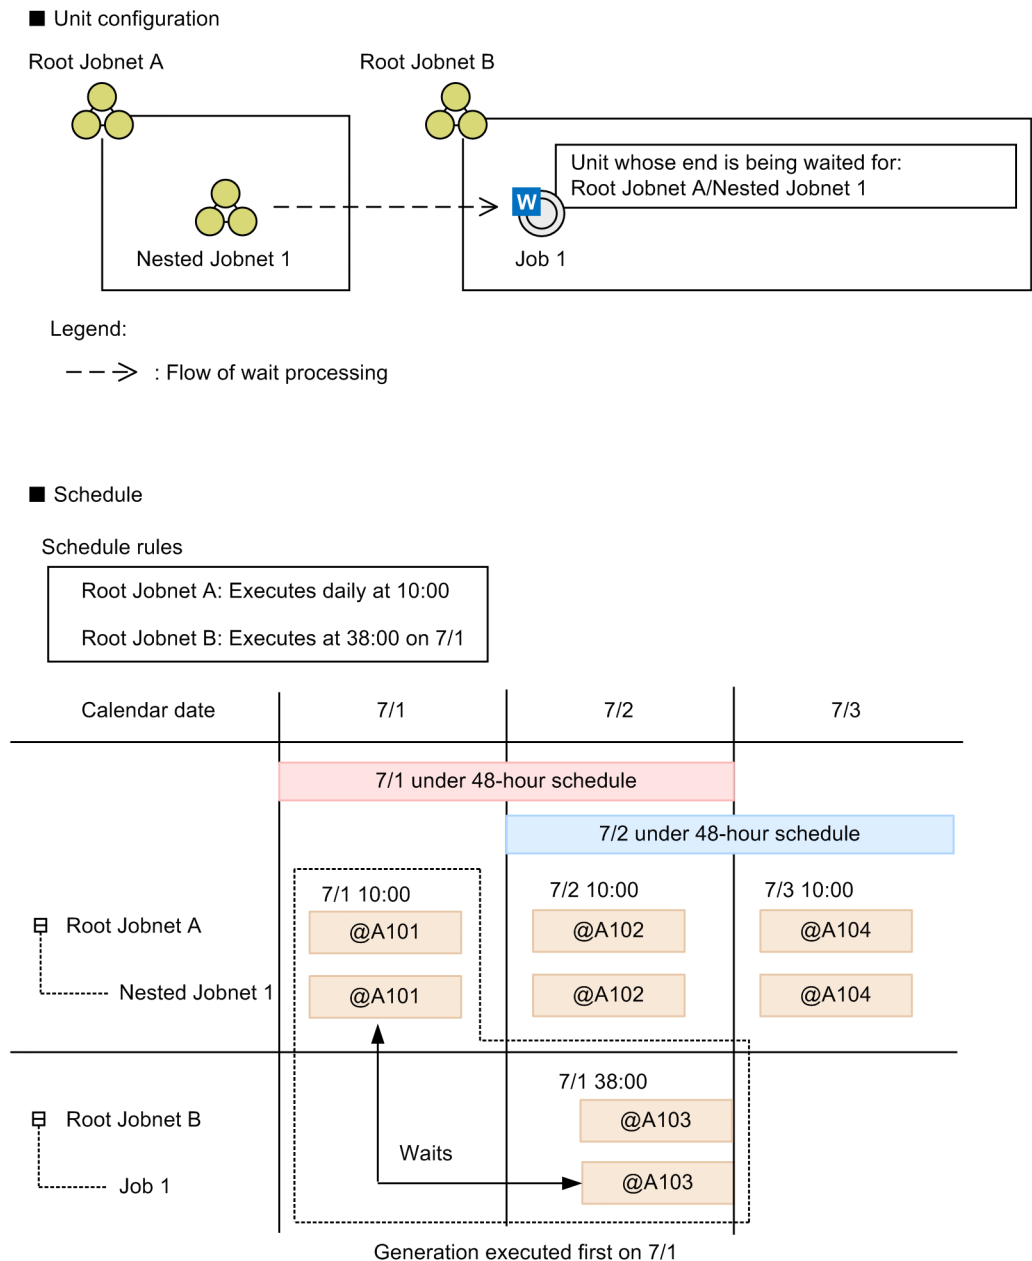 ■ Unit configuration
Root Jobnet A
Root Jobnet B
Unit whose end is being waited for:
Root Jobnet A/Nested Jobnet 1
W
Nested Jobnet 1
Job 1
Legend:
: Flow of wait processing
■ Schedule
Schedule rules
Root Jobnet A: Executes daily at 10:00
Root Jobnet B: Executes at 38:00 on 7/1
Calendar date 7/1 7/2 7/3
7/1 under 48-hour schedule
7/2 under 48-hour schedule
7/1 10:00 7/2 10:00 7/3 10:00
Root Jobnet A @A101 @A102 @A104
Nested Jobnet 1 @A101 @A102 @A104
7/1 38:00
Root Jobnet B @A103
Waits
Job 1 @A103
Generation executed first on 7/1